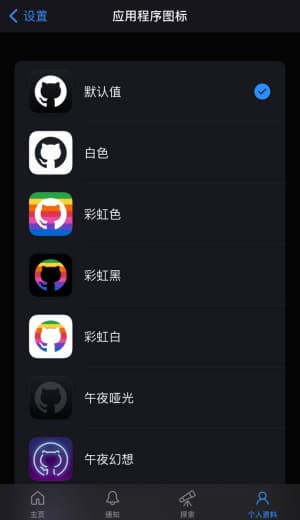 设置 应用程序图标
默认值
白色
彩虹色
彩虹黑
彩虹白
午夜哑光
午夜幻想
主页 通知 探索 个人资料